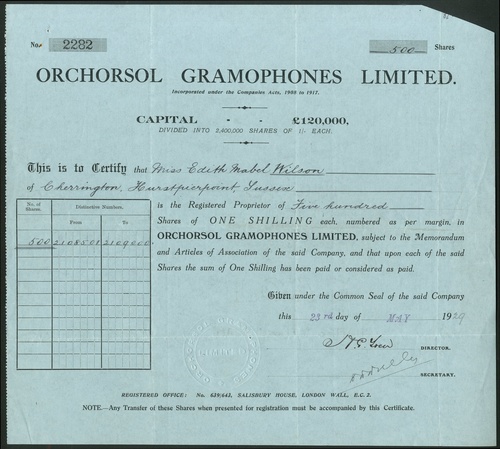 No. 2282 500 Shares
ORCHORSOL GRAMOPHONES LIMITED.
Incorporated under the Companies Acts, 1908 to 1917.
CAPITAL - - £120,000,
DIVIDED INTO 2,400,000 SHARES OF 1/- EACH.
This is to Certify that Miss Edith Mabel Wilson
of Cherrington, Hurstpierpoint, Sussex
is the Registered Proprietor of Five hundred
Shares of ONE SHILLING each, numbered as per margin, in
ORCHORSOL GRAMOPHONES LIMITED, subject to the Memorandum
and Articles of Association of the said Company, and that upon each of the said
Shares the sum of One Shilling has been paid or considered as paid.
No. of Shares. Distinctive Numbers.
From To
500 2108501 2109000
Given under the Common Seal of the said Company
this 23rd day of MAY 1929
DIRECTOR.
SECRETARY.
REGISTERED OFFICE: No. 639/643, SALISBURY HOUSE, LONDON WALL, E.C. 2.
NOTE—Any Transfer of these Shares when presented for registration must be accompanied by this Certificate.